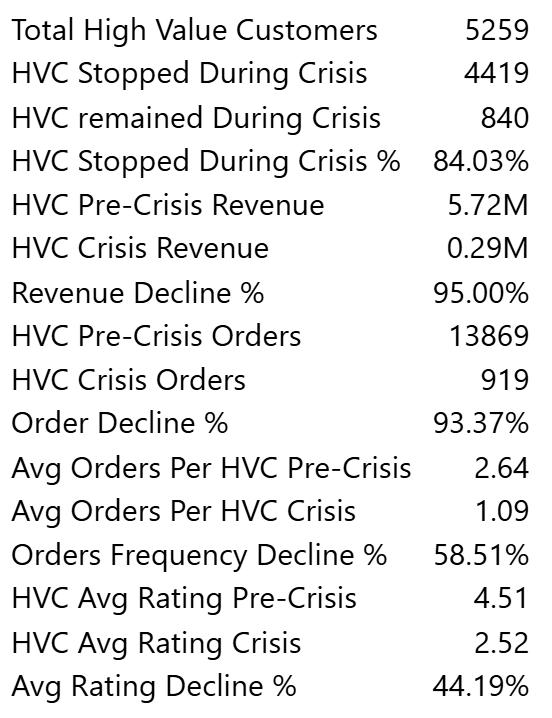 Total High Value Customers 5259
HVC Stopped During Crisis 4419
HVC remained During Crisis 840
HVC Stopped During Crisis % 84.03%
HVC Pre-Crisis Revenue 5.72M
HVC Crisis Revenue 0.29M
Revenue Decline % 95.00%
HVC Pre-Crisis Orders 13869
HVC Crisis Orders 919
Order Decline % 93.37%
Avg Orders Per HVC Pre-Crisis 2.64
Avg Orders Per HVC Crisis 1.09
Orders Frequency Decline % 58.51%
HVC Avg Rating Pre-Crisis 4.51
HVC Avg Rating Crisis 2.52
Avg Rating Decline % 44.19%